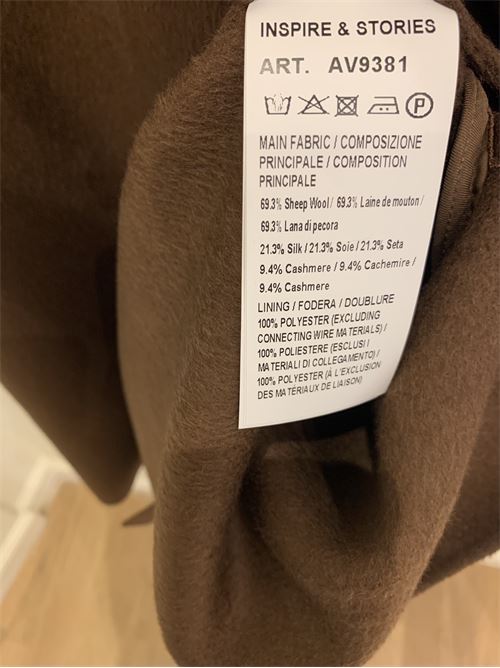 INSPIRE & STORIES
ART. AV9381
P
MAIN FABRIC / COMPOSIZIONE
PRINCIPALE / COMPOSITION
PRINCIPALE
69.3% Sheep Wool / 69.3% Laine de mouton /
69.3% Lana di pecora
21.3% Silk / 21.3% Soie / 21.3% Seta
9.4% Cashmere / 9.4% Cachemire /
9.4% Cashmere
LINING / FODERA / DOUBLURE
100% POLYESTER (EXCLUDING
CONNECTING WIRE MATERIALS) /
100% POLIESTERE (ESCLUSI I
MATERIALI DI COLLEGAMENTO) /
100% POLYESTER (À L'EXCLUSION
DES MATÉRIAUX DE LIAISON)